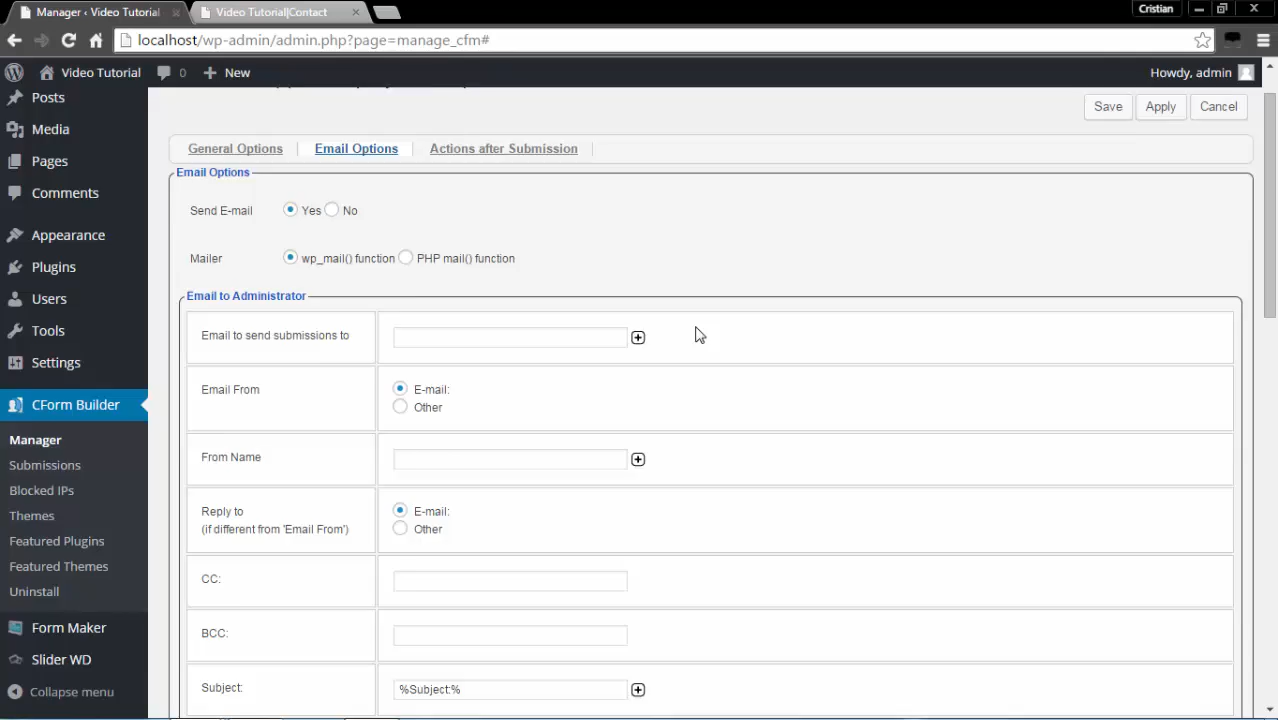 Manager ‹ Video Tutorial
Video Tutorial|Contact
Cristian
localhost/wp-admin/admin.php?page=manage_cfm#
Video Tutorial 0 New
Howdy, admin
Posts
Media
Pages
Comments
Appearance
Plugins
Users
Tools
Settings
CForm Builder
Manager
Submissions
Blocked IPs
Themes
Featured Plugins
Featured Themes
Uninstall
Form Maker
Slider WD
Collapse menu
Save Apply Cancel
General Options Email Options Actions after Submission
Email Options
Send E-mail Yes No
Mailer wp_mail() function PHP mail() function
Email to Administrator
Email to send submissions to
Email From E-mail:
Other
From Name
Reply to E-mail:
(if different from 'Email From') Other
CC:
BCC:
Subject: %Subject:%